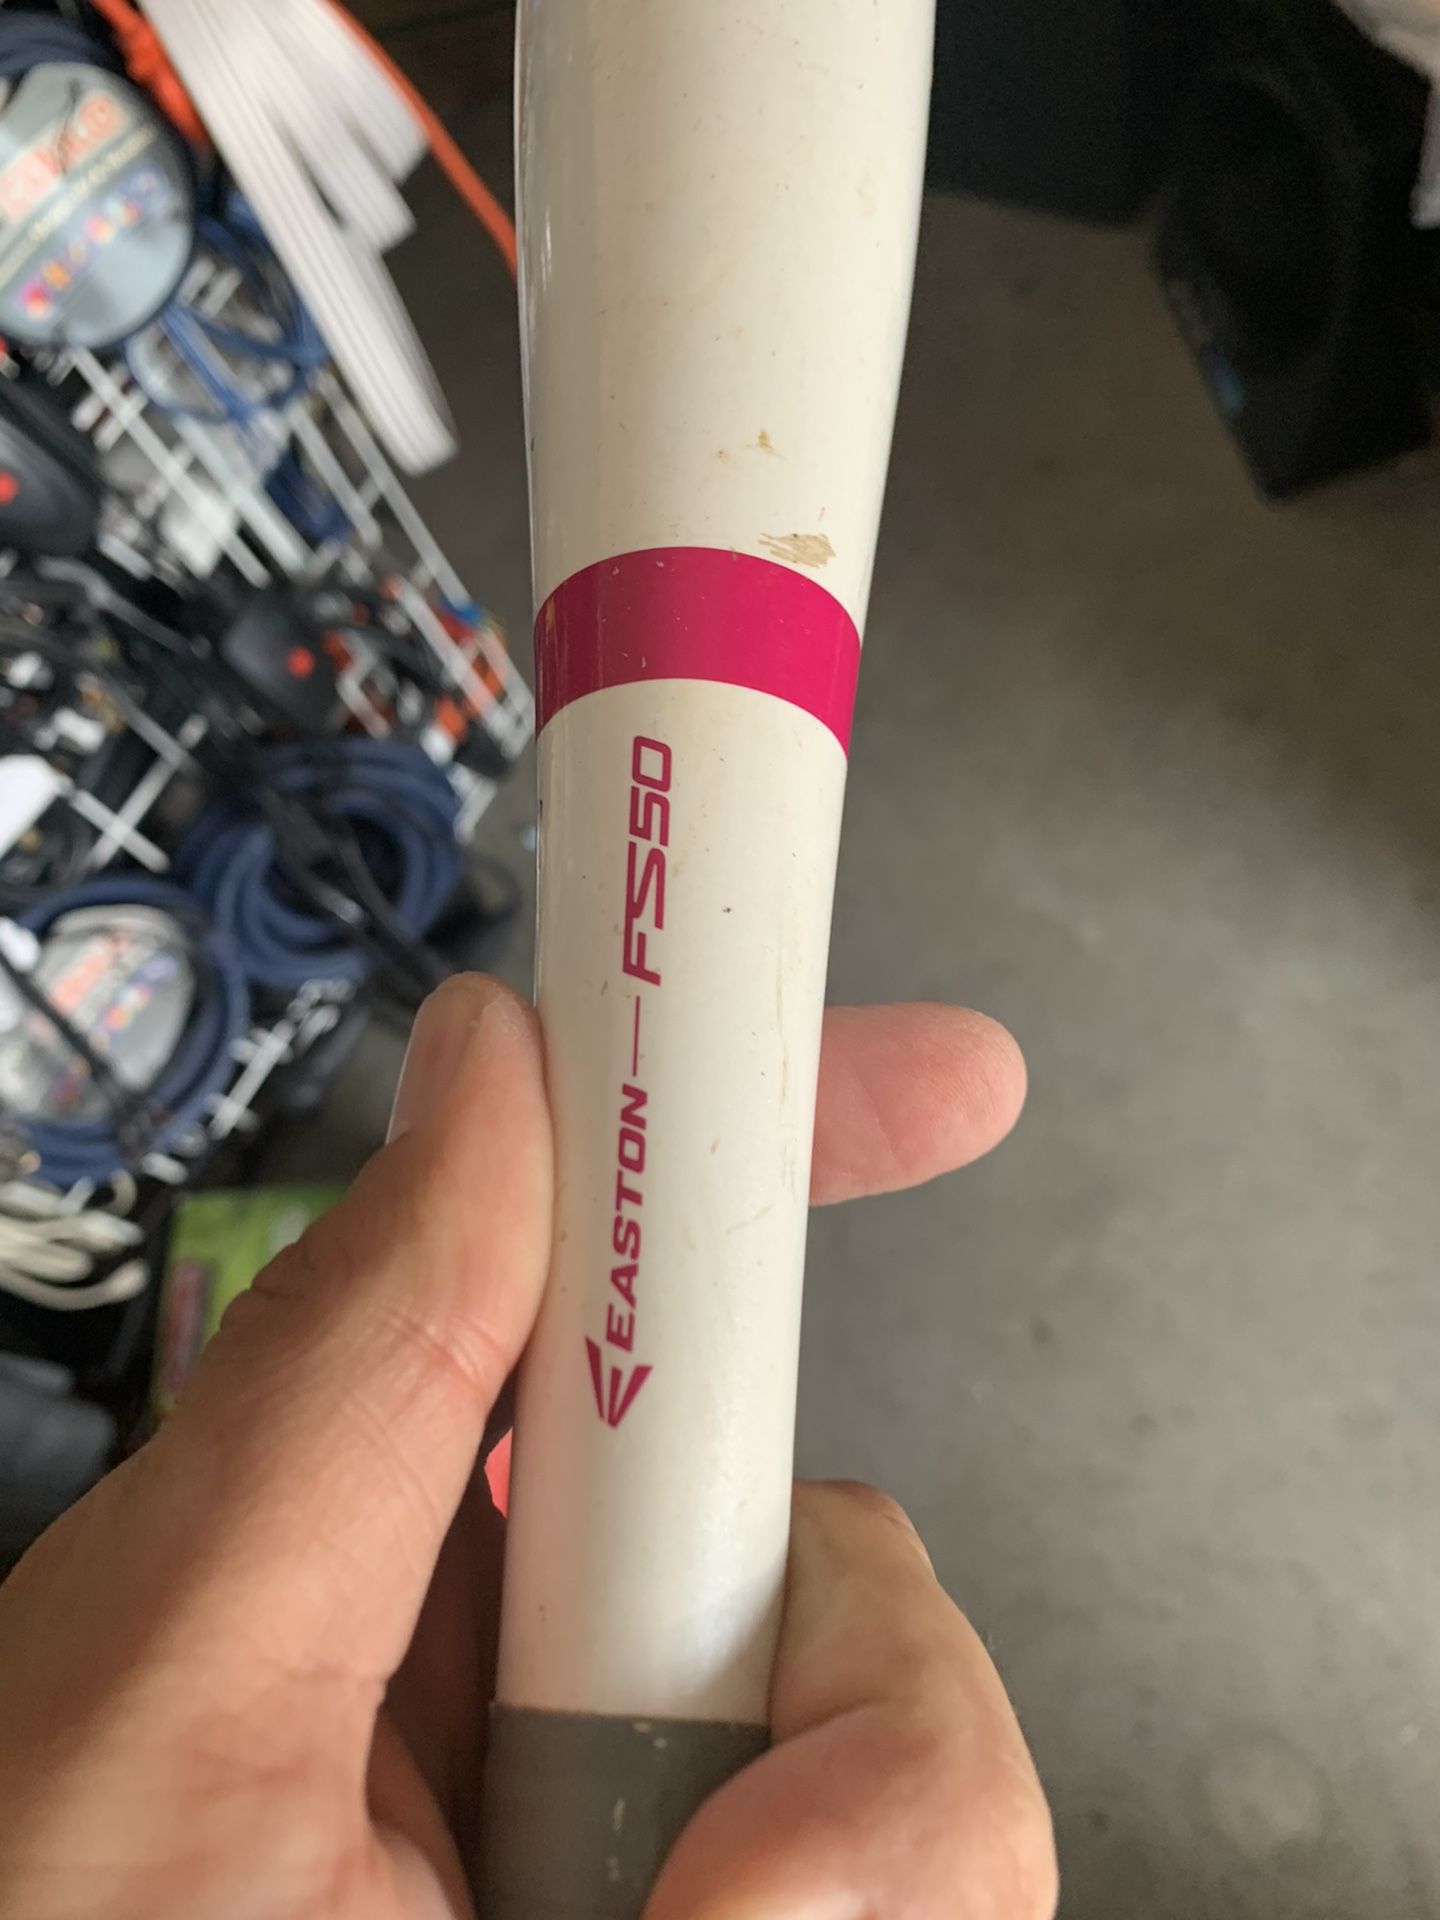 EASTON — FS50